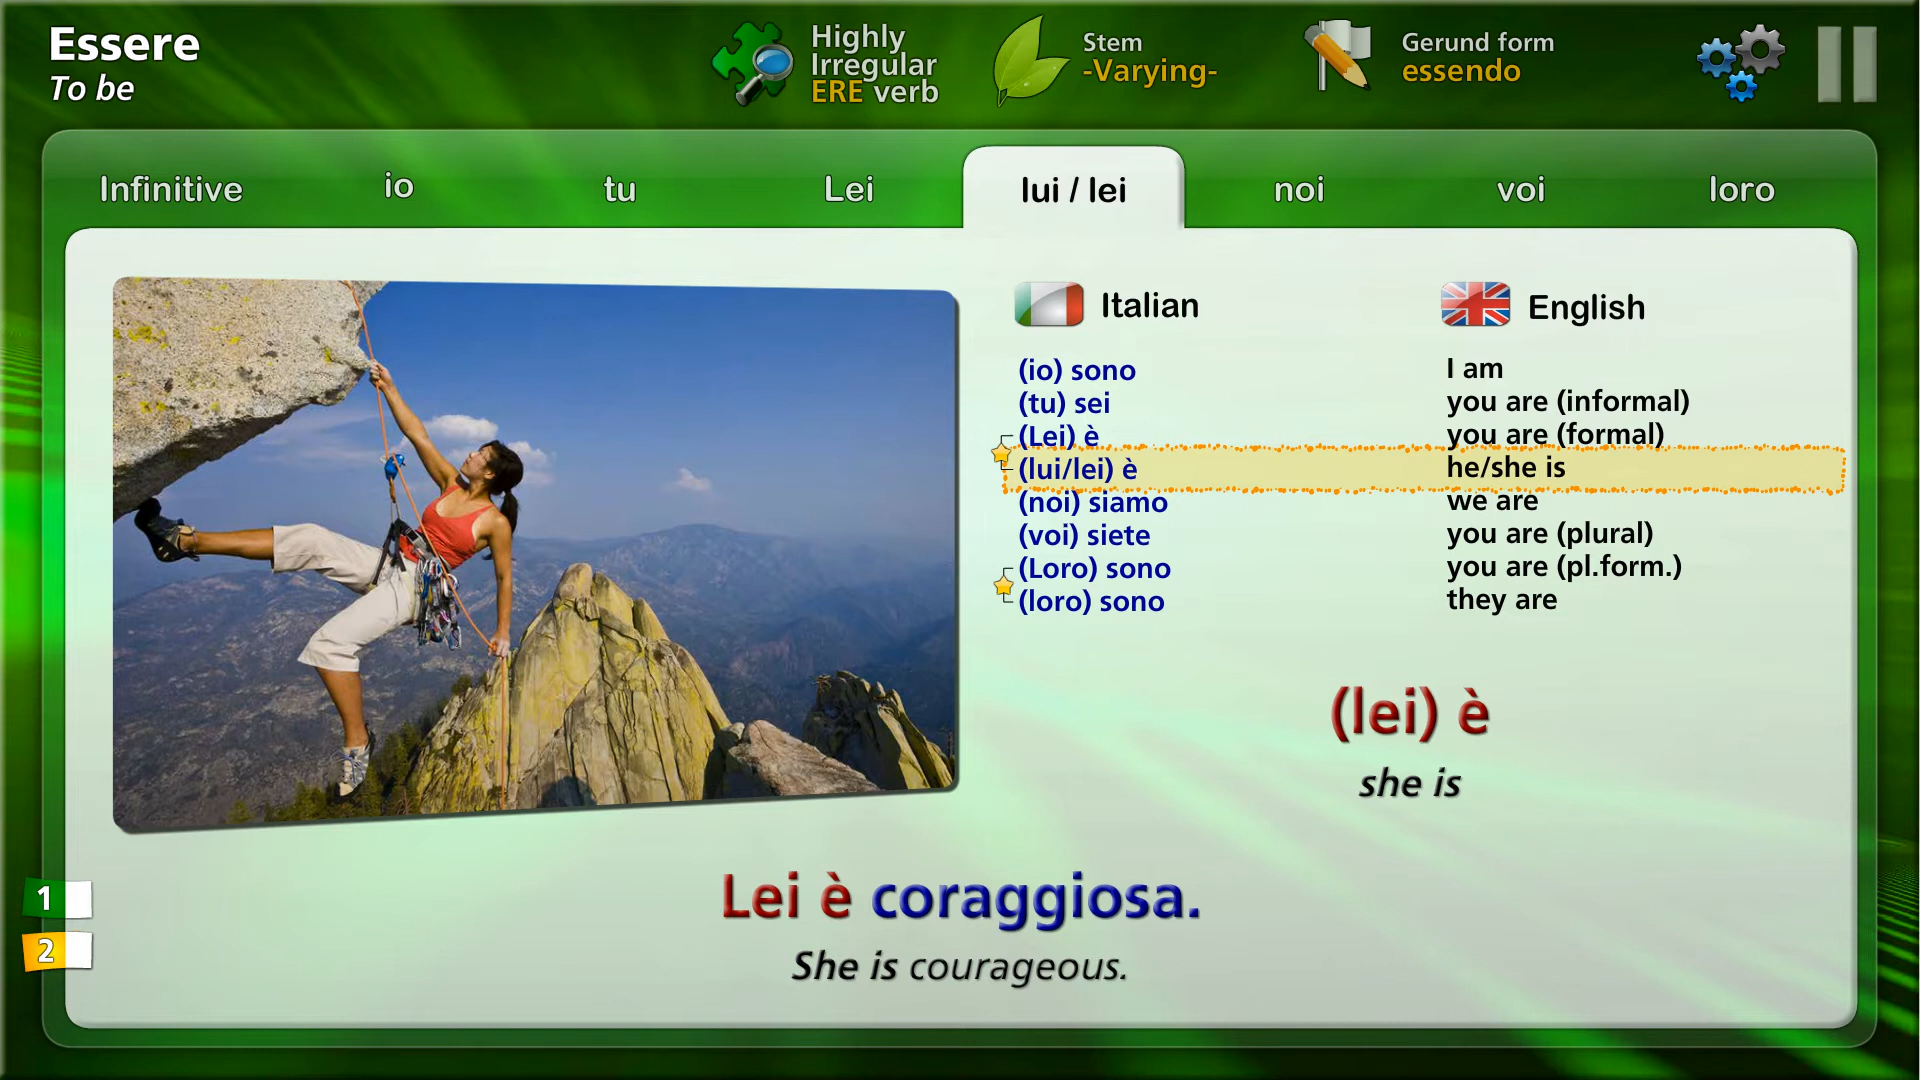 Essere
To be
Highly
Irregular
ERE verb
Stem
-Varying-
Gerund form
essendo
Infinitive
io
tu
Lei
lui / lei
noi
voi
loro
Italian
English
(io) sono
I am
(tu) sei
you are (informal)
(Lei) è
you are (formal)
(lui/lei) è
he/she is
(noi) siamo
we are
(voi) siete
you are (plural)
(Loro) sono
you are (pl.form.)
(loro) sono
they are
(lei) è
she is
Lei è coraggiosa.
She is courageous.
1
2